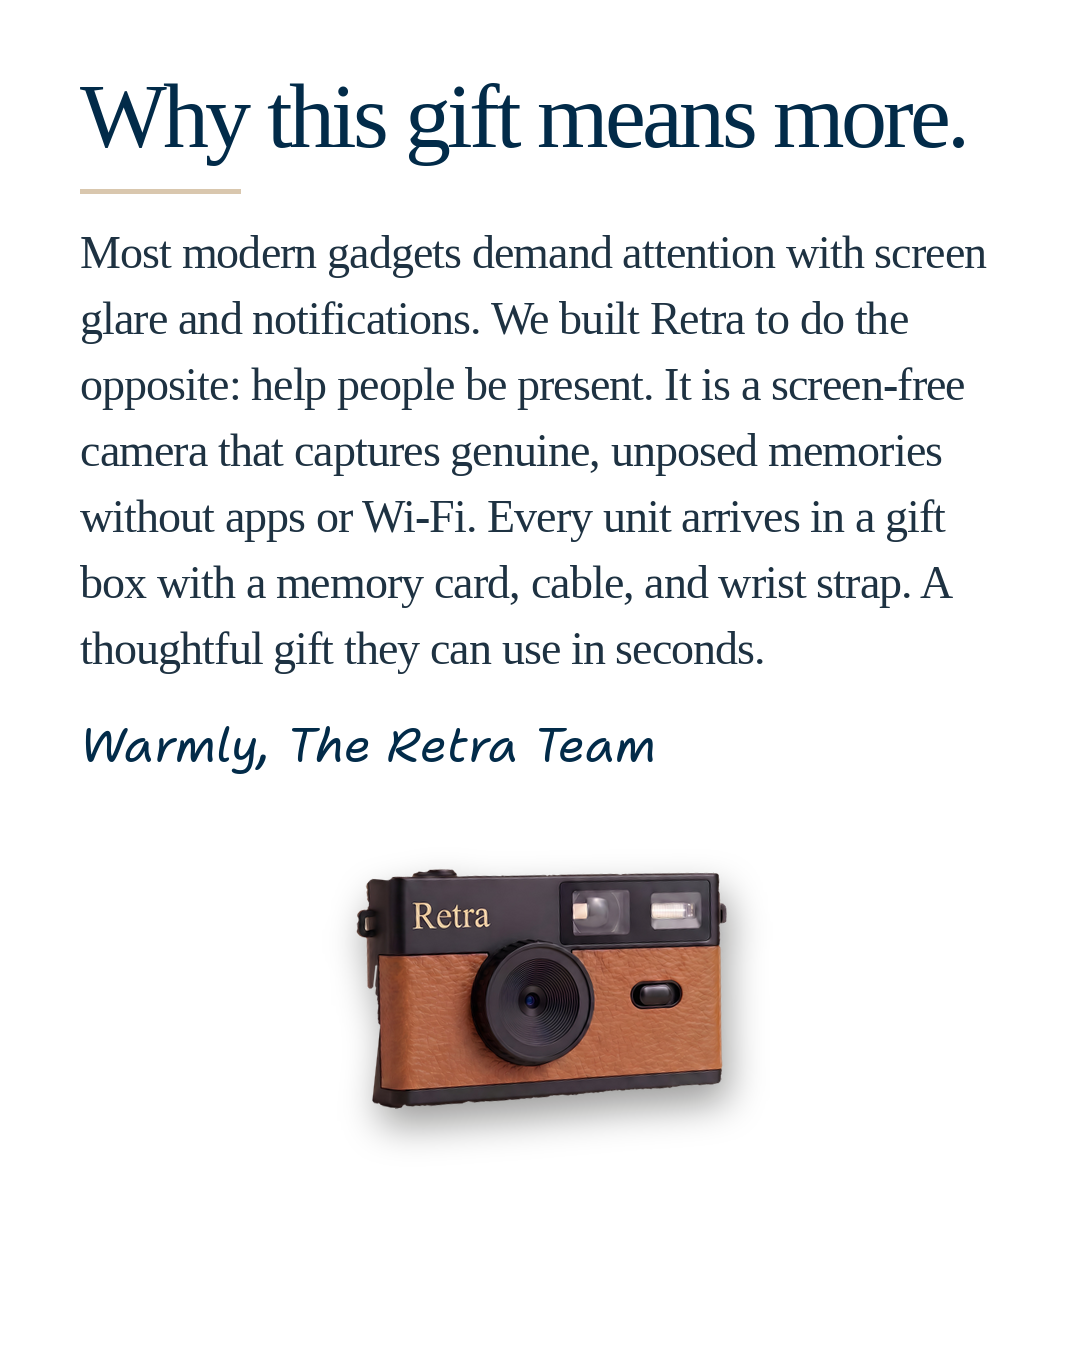 Why this gift means more.
Most modern gadgets demand attention with screen
glare and notifications. We built Retra to do the
opposite: help people be present. It is a screen-free
camera that captures genuine, unposed memories
without apps or Wi-Fi. Every unit arrives in a gift
box with a memory card, cable, and wrist strap. A
thoughtful gift they can use in seconds.
Warmly, The Retra Team
Retra